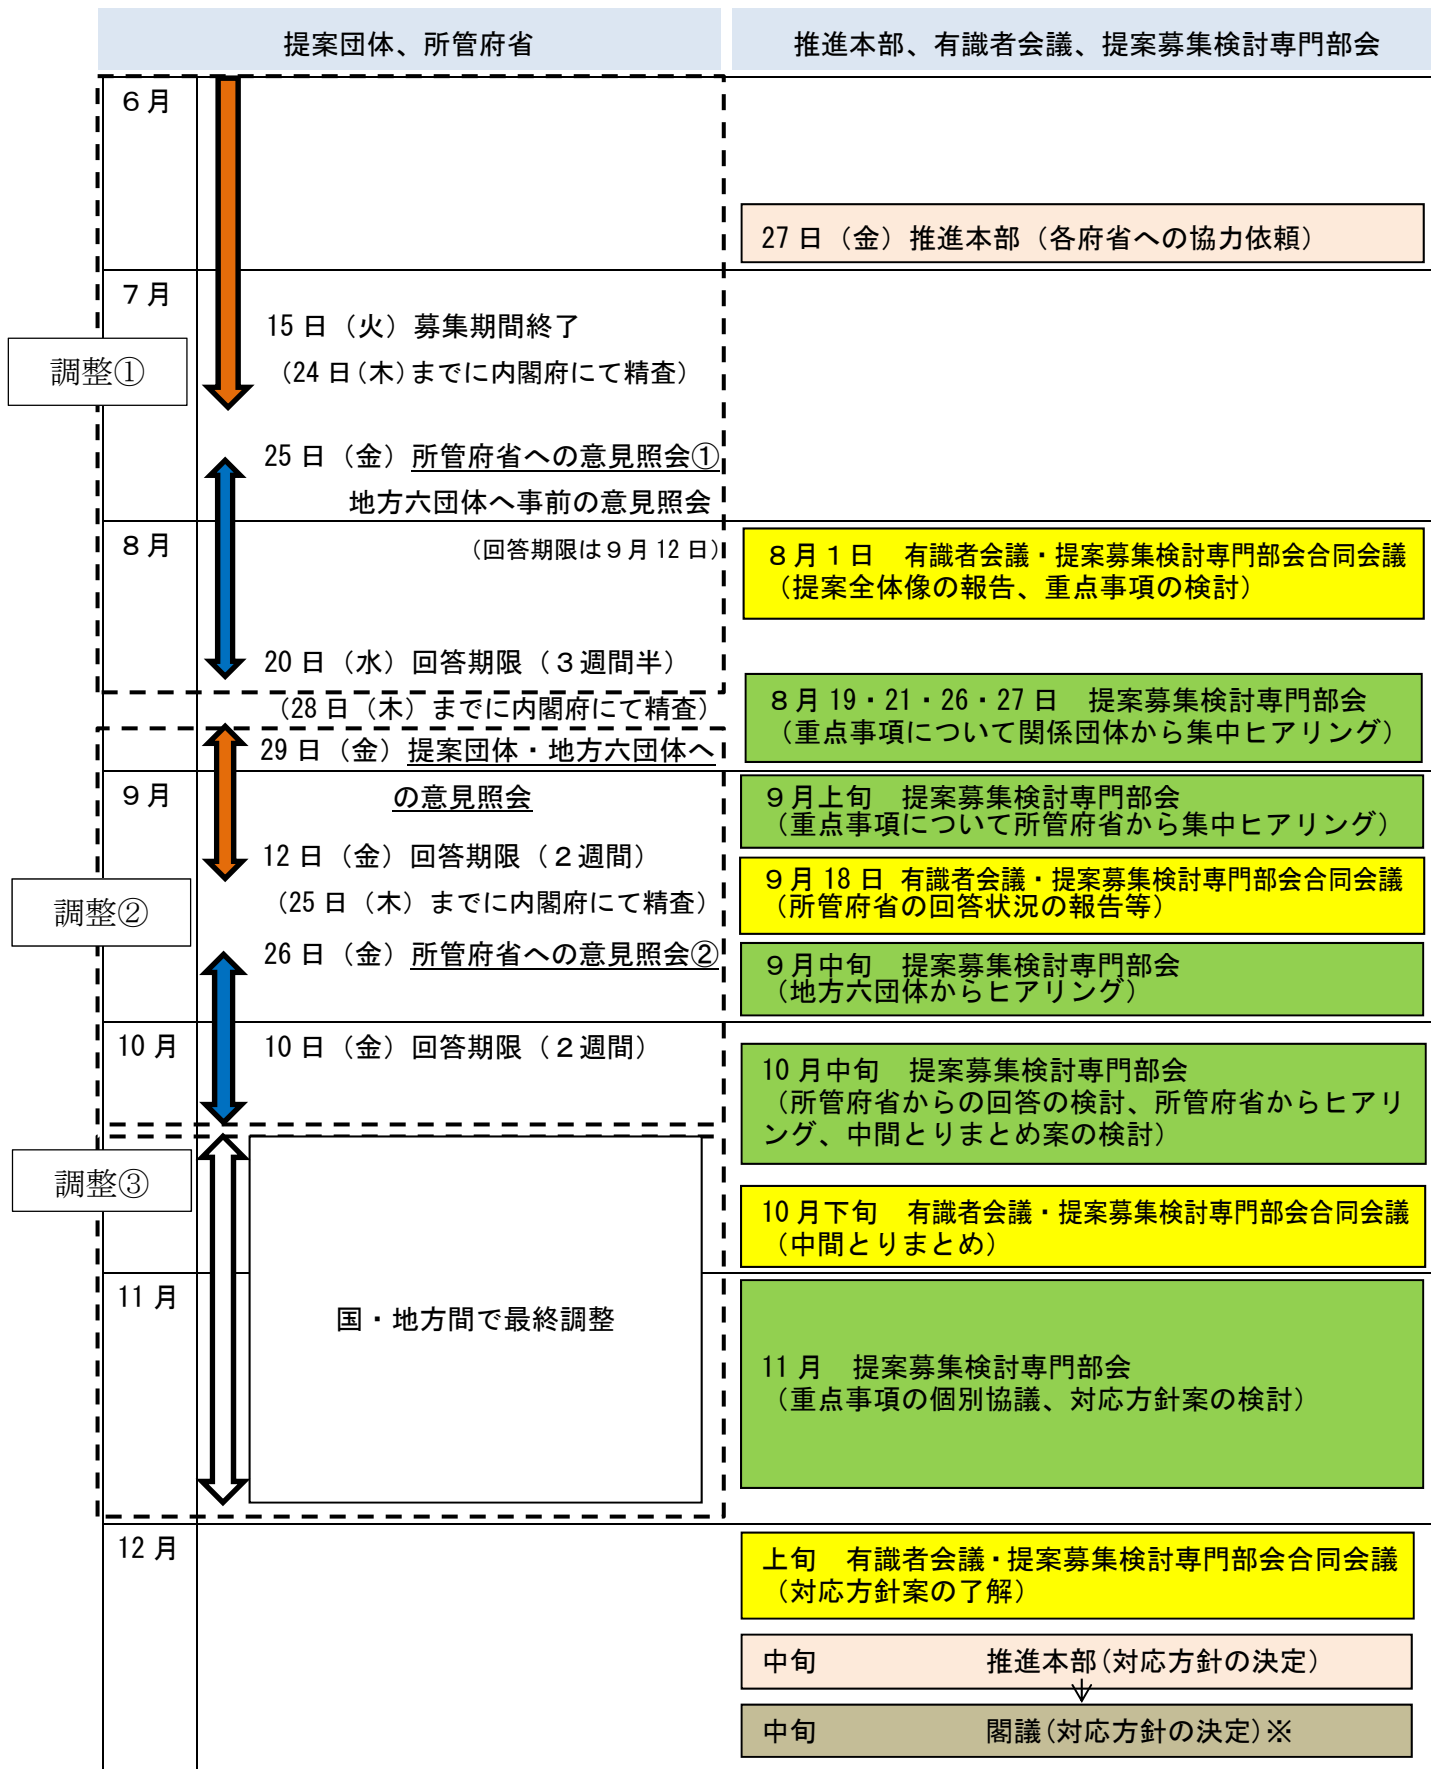 提案団体、所管府省
推進本部、有識者会議、提案募集検討専門部会
６月
27日（金）推進本部（各府省への協力依頼）
７月
15日（火）募集期間終了
（24日（木）までに内閣府にて精査）
調整①
25日（金）所管府省への意見照会①
地方六団体へ事前の意見照会
８月
（回答期限は９月12日）
８月１日　有識者会議・提案募集検討専門部会合同会議
（提案全体像の報告、重点事項の検討）
20日（水）回答期限（３週間半）
（28日（木）までに内閣府にて精査）
８月19・21・26・27日　提案募集検討専門部会
（重点事項について関係団体から集中ヒアリング）
29日（金）提案団体・地方六団体へ
の意見照会
９月
９月上旬　提案募集検討専門部会
（重点事項について所管府省から集中ヒアリング）
12日（金）回答期限（２週間）
（25日（木）までに内閣府にて精査）
調整②
９月18日 有識者会議・提案募集検討専門部会合同会議
（所管府省の回答状況の報告等）
26日（金）所管府省への意見照会②
９月中旬　提案募集検討専門部会
（地方六団体からヒアリング）
10月
10日（金）回答期限（２週間）
10月中旬　提案募集検討専門部会
（所管府省からの回答の検討、所管府省からヒアリ
ング、中間とりまとめ案の検討）
調整③
10月下旬　有識者会議・提案募集検討専門部会合同会議
（中間とりまとめ）
11月
国・地方間で最終調整
11月　提案募集検討専門部会
（重点事項の個別協議、対応方針案の検討）
12月
上旬　有識者会議・提案募集検討専門部会合同会議
（対応方針案の了解）
中旬　　　　　　推進本部（対応方針の決定）
中旬　　　　　　閣議（対応方針の決定）※